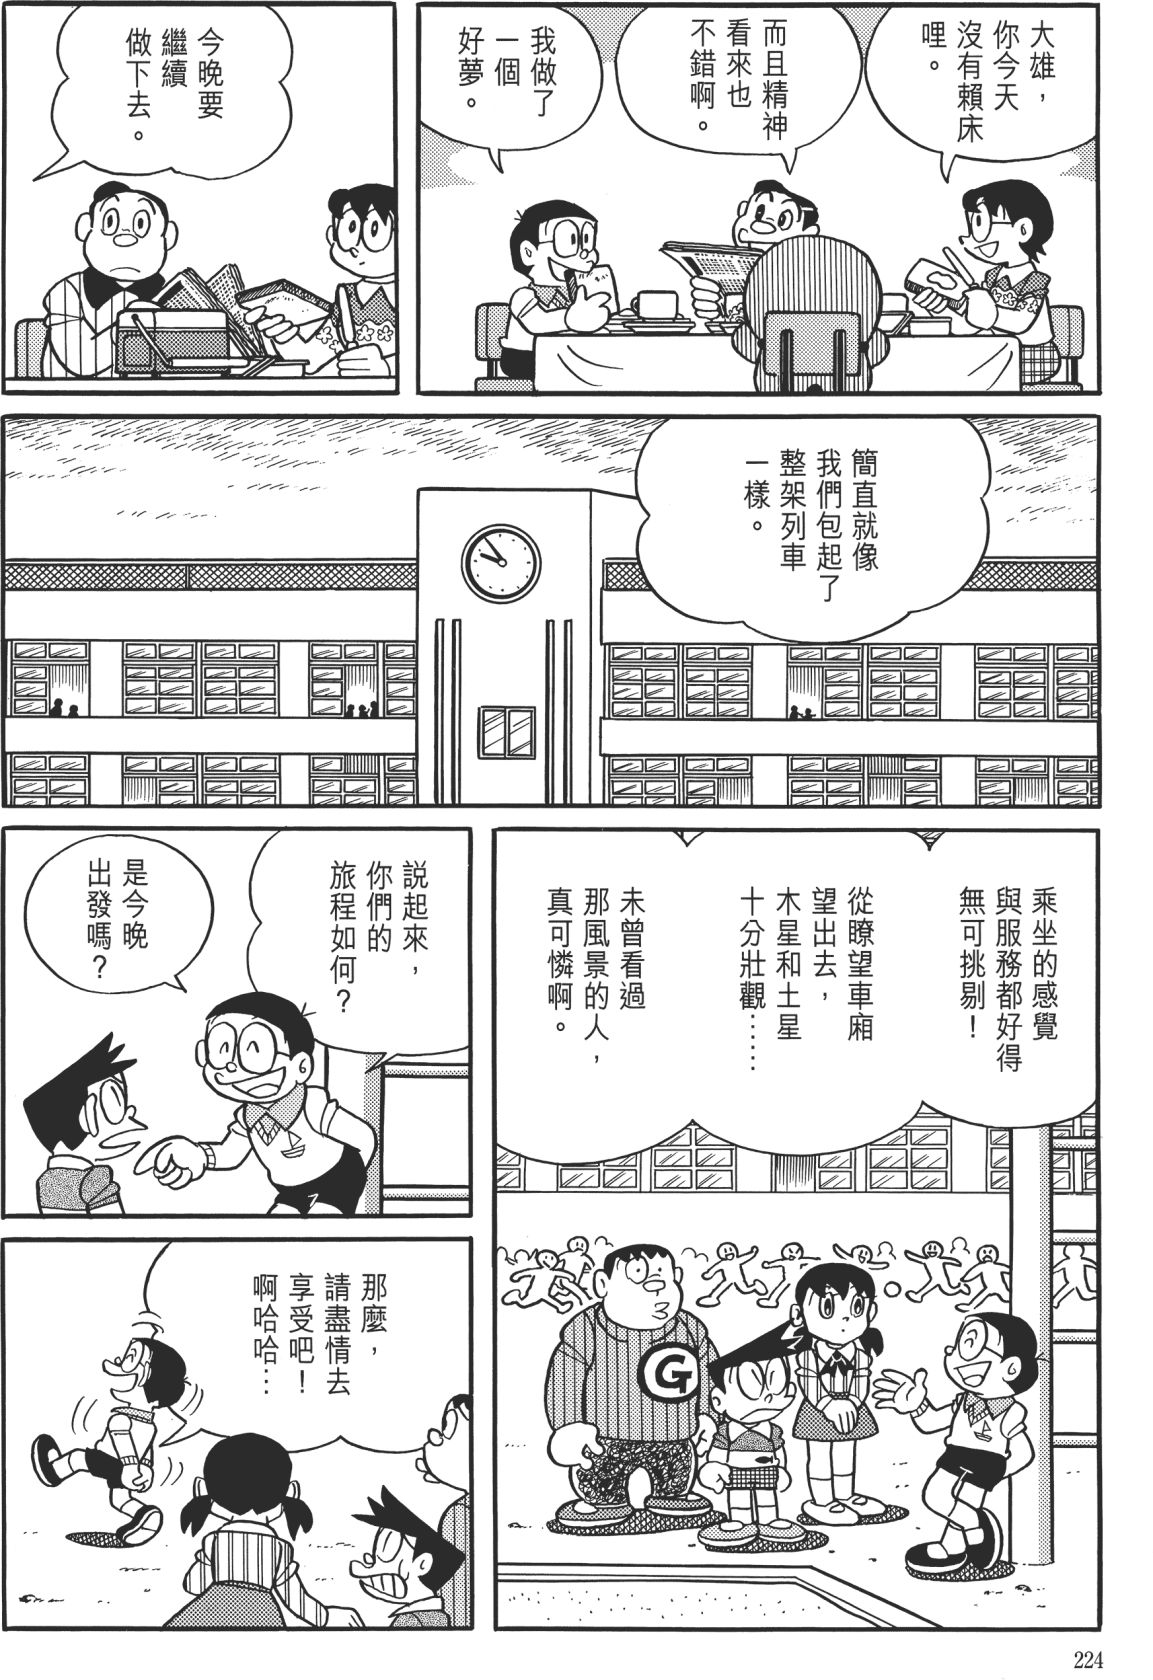 大雄，
你今天
沒有賴床
哩。
而且精神
看來也
不錯啊。
我做了
一個
好夢。
今晚要
繼續
做下去。
簡直就像
我們包起了
整架列車
一樣。
乘坐的感覺
與服務都好得
無可挑剔！
從瞭望車廂
望出去，
木星和土星
十分壯觀……
未曾看過
那風景的人，
真可憐啊。
G
説起來，
你們的
旅程如何？
是今晚
出發嗎？
那麼，
請盡情去
享受吧！
啊哈哈…
224